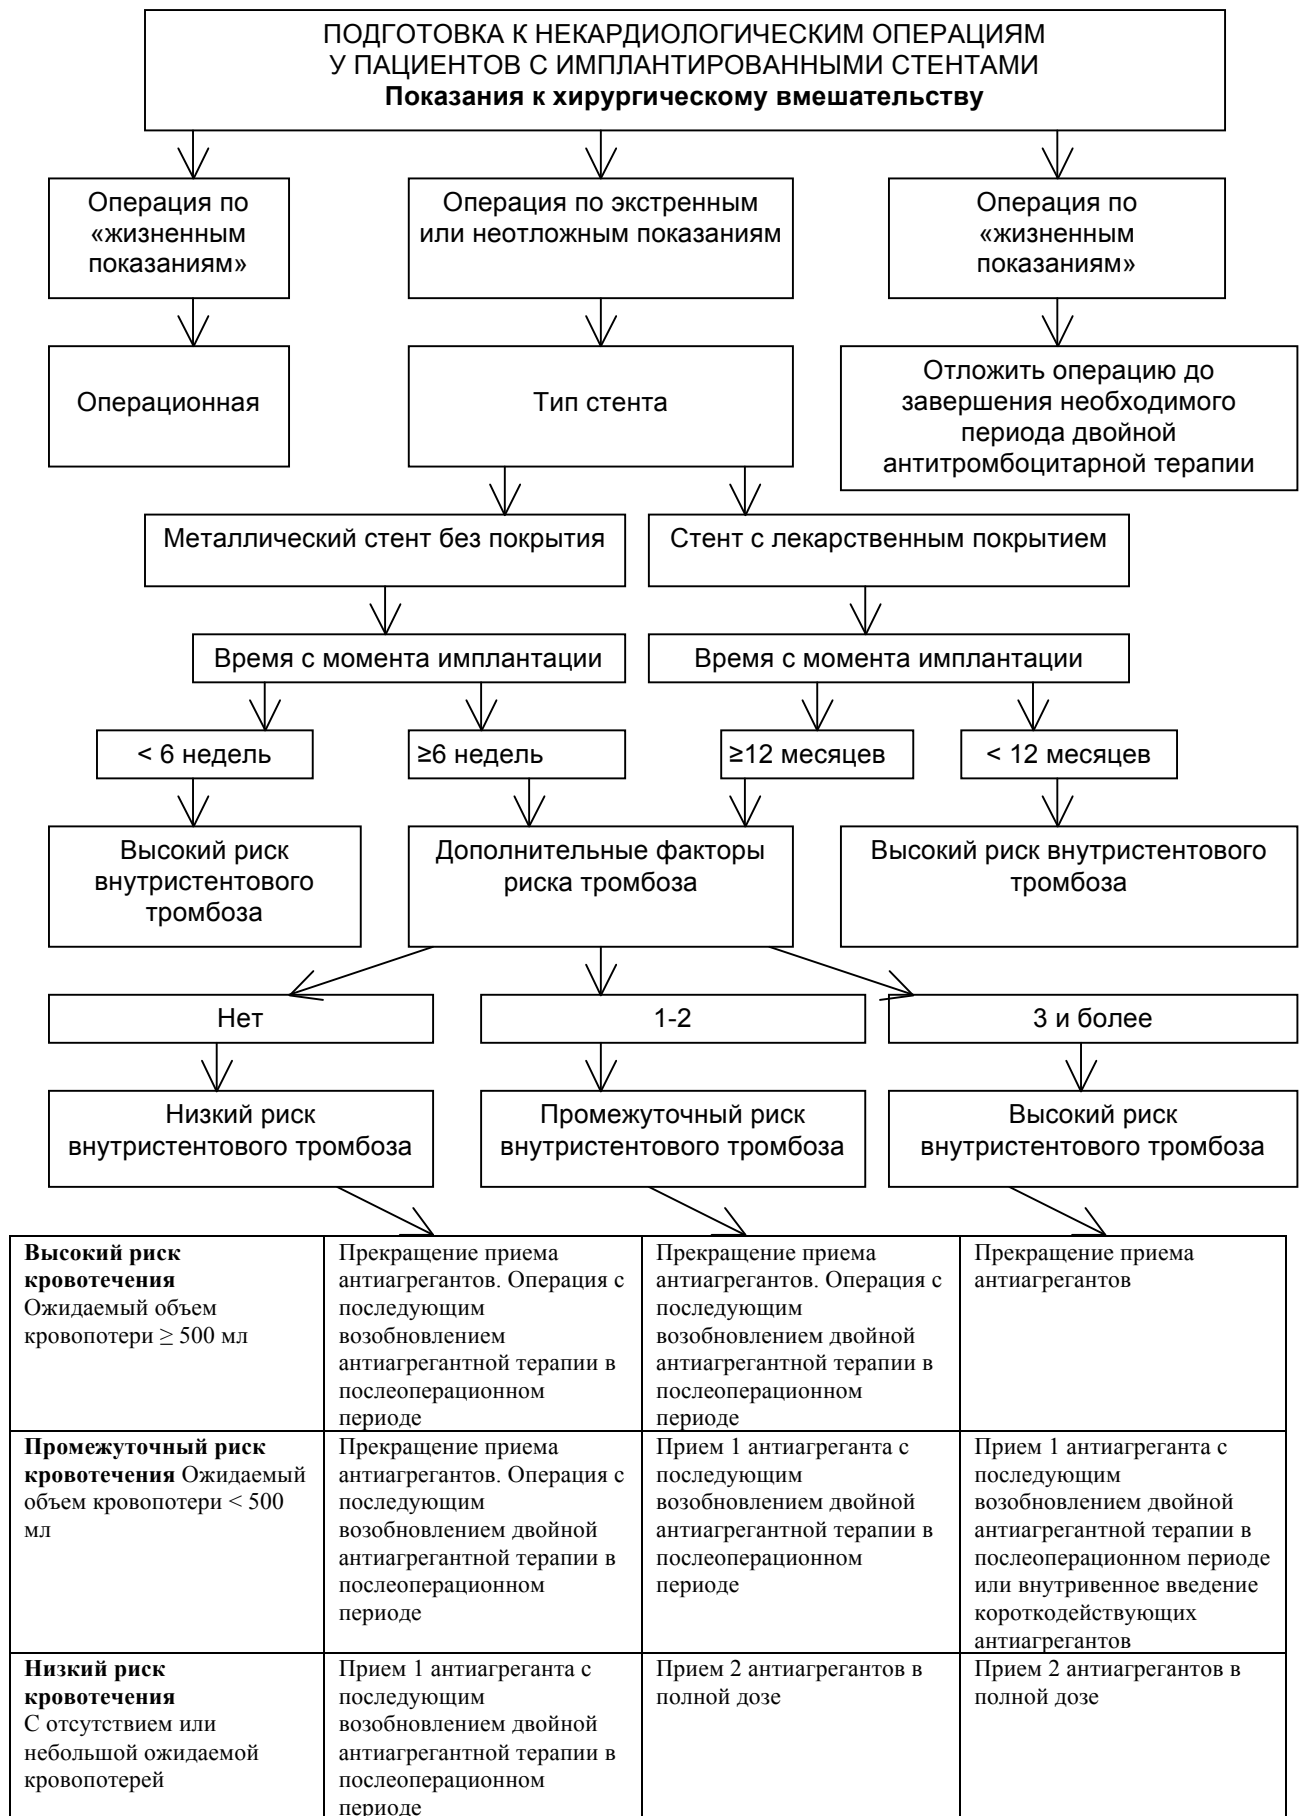 ПОДГОТОВКА К НЕКАРДИОЛОГИЧЕСКИМ ОПЕРАЦИЯМ
У ПАЦИЕНТОВ С ИМПЛАНТИРОВАННЫМИ СТЕНТАМИ
Показания к хирургическому вмешательству
Операция по
«жизненным
показаниям»
Операция по экстренным
или неотложным показаниям
Операция по
«жизненным
показаниям»
Операционная
Тип стента
Отложить операцию до
завершения необходимого
периода двойной
антитромбоцитарной терапии
Металлический стент без покрытия
Стент с лекарственным покрытием
Время с момента имплантации
Время с момента имплантации
< 6 недель
≥6 недель
≥12 месяцев
< 12 месяцев
Высокий риск
внутристентового
тромбоза
Дополнительные факторы
риска тромбоза
Высокий риск внутристентового
тромбоза
Нет
1-2
3 и более
Низкий риск
внутристентового тромбоза
Промежуточный риск
внутристентового тромбоза
Высокий риск
внутристентового тромбоза
Высокий риск
кровотечения
Ожидаемый объем
кровопотери ≥ 500 мл
Прекращение приема
антиагрегантов. Операция с
последующим
возобновлением
антиагрегантной терапии в
послеоперационном
периоде
Прекращение приема
антиагрегантов. Операция с
последующим
возобновлением двойной
антиагрегантной терапии в
послеоперационном
периоде
Прекращение приема
антиагрегантов
Промежуточный риск
кровотечения Ожидаемый
объем кровопотери < 500
мл
Прекращение приема
антиагрегантов. Операция с
последующим
возобновлением двойной
антиагрегантной терапии в
послеоперационном
периоде
Прием 1 антиагреганта с
последующим
возобновлением двойной
антиагрегантной терапии в
послеоперационном
периоде
Прием 1 антиагреганта с
последующим
возобновлением двойной
антиагрегантной терапии в
послеоперационном периоде
или внутривенное введение
короткодействующих
антиагрегантов
Низкий риск
кровотечения
С отсутствием или
небольшой ожидаемой
кровопотерей
Прием 1 антиагреганта с
последующим
возобновлением двойной
антиагрегантной терапии в
послеоперационном
периоде
Прием 2 антиагрегантов в
полной дозе
Прием 2 антиагрегантов в
полной дозе